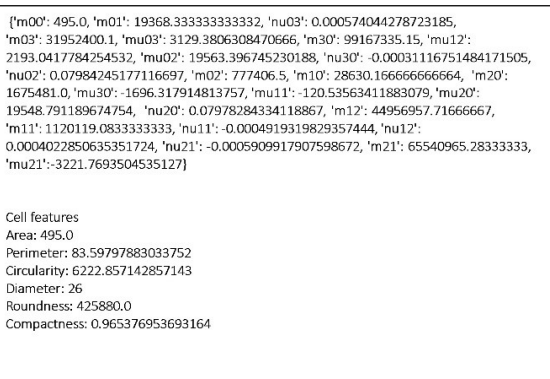 {'m00': 495.0, 'm01': 19368.333333333332, 'nu03': 0.000574044278723185,
'm03': 31952400.1, 'mu03': 3129.3806308470666, 'm30': 99167335.15, 'mu12':
2193.0417784254532, 'mu02': 19563.396745230188, 'nu30': -0.00031116751484171505,
'nu02': 0.07984245177116697, 'm02': 777406.5, 'm10': 28630.166666666664, 'm20':
1675481.0, 'mu30': -1696.317914813757, 'mu11': -120.53563411883079, 'mu20':
19548.791189674754, 'nu20': 0.07978284334118867, 'm12': 44956957.71666667,
'm11': 1120119.0833333333, 'nu11': -0.0004919319829357444, 'nu12':
0.0004022850635351724, 'nu21': -0.0005909917907598672, 'm21': 65540965.28333333,
'mu21':-3221.7693504535127}
Cell features
Area: 495.0
Perimeter: 83.59797883033752
Circularity: 6222.857142857143
Diameter: 26
Roundness: 425880.0
Compactness: 0.965376953693164